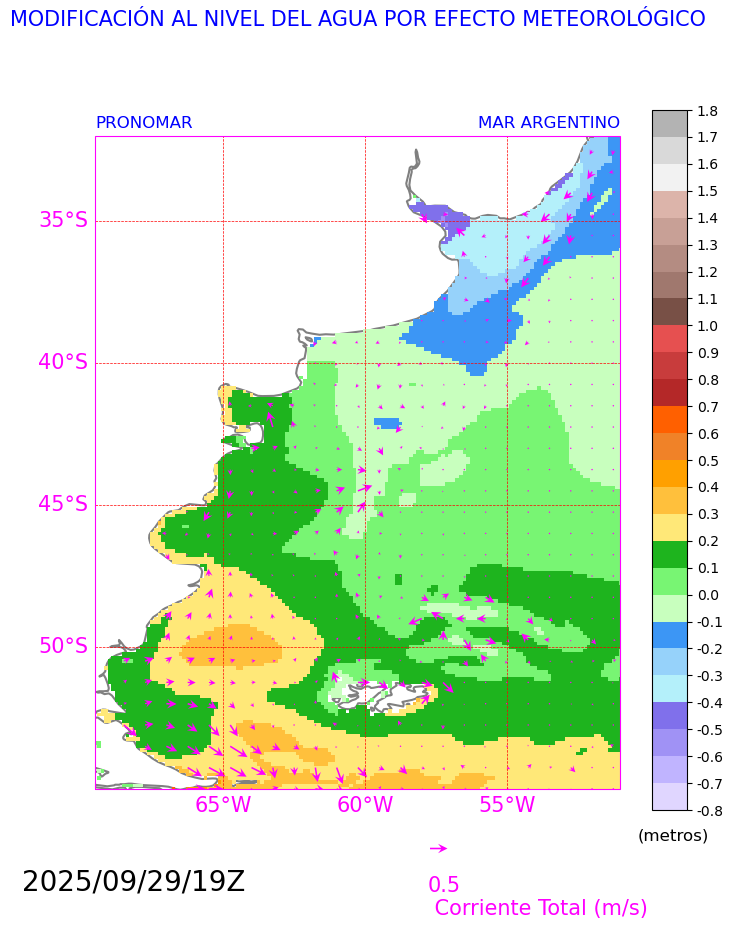 MODIFICACIÓN AL NIVEL DEL AGUA POR EFECTO METEOROLÓGICO
PRONOMAR MAR ARGENTINO
35°S
40°S
45°S
50°S
65°W 60°W 55°W
1.8
1.7
1.6
1.5
1.4
1.3
1.2
1.1
1.0
0.9
0.8
0.7
0.6
0.5
0.4
0.3
0.2
0.1
0.0
-0.1
-0.2
-0.3
-0.4
-0.5
-0.6
-0.7
-0.8
(metros)
2025/09/29/19Z
0.5
Corriente Total (m/s)